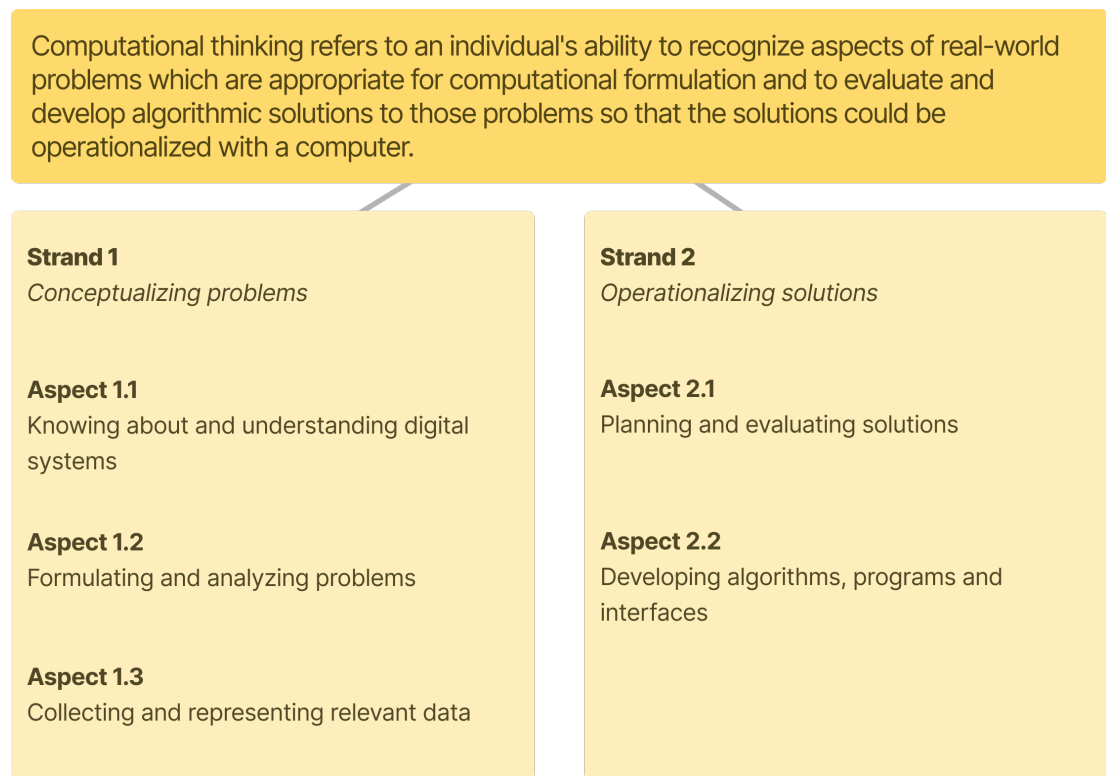 Computational thinking refers to an individual's ability to recognize aspects of real-world
problems which are appropriate for computational formulation and to evaluate and
develop algorithmic solutions to those problems so that the solutions could be
operationalized with a computer.
Strand 1
Conceptualizing problems
Aspect 1.1
Knowing about and understanding digital
systems
Aspect 1.2
Formulating and analyzing problems
Aspect 1.3
Collecting and representing relevant data
Strand 2
Operationalizing solutions
Aspect 2.1
Planning and evaluating solutions
Aspect 2.2
Developing algorithms, programs and
interfaces